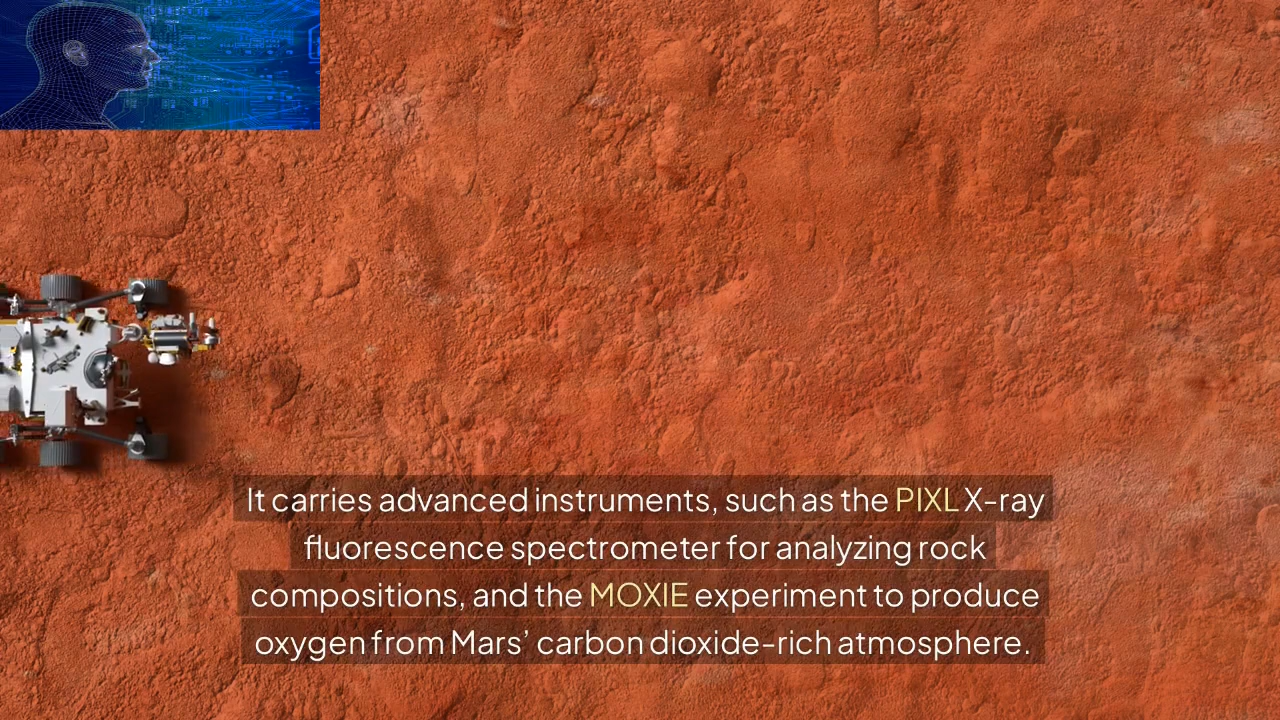 It carries advanced instruments, such as the PIXL X-ray
fluorescence spectrometer for analyzing rock
compositions, and the MOXIE experiment to produce
oxygen from Mars’ carbon dioxide-rich atmosphere.